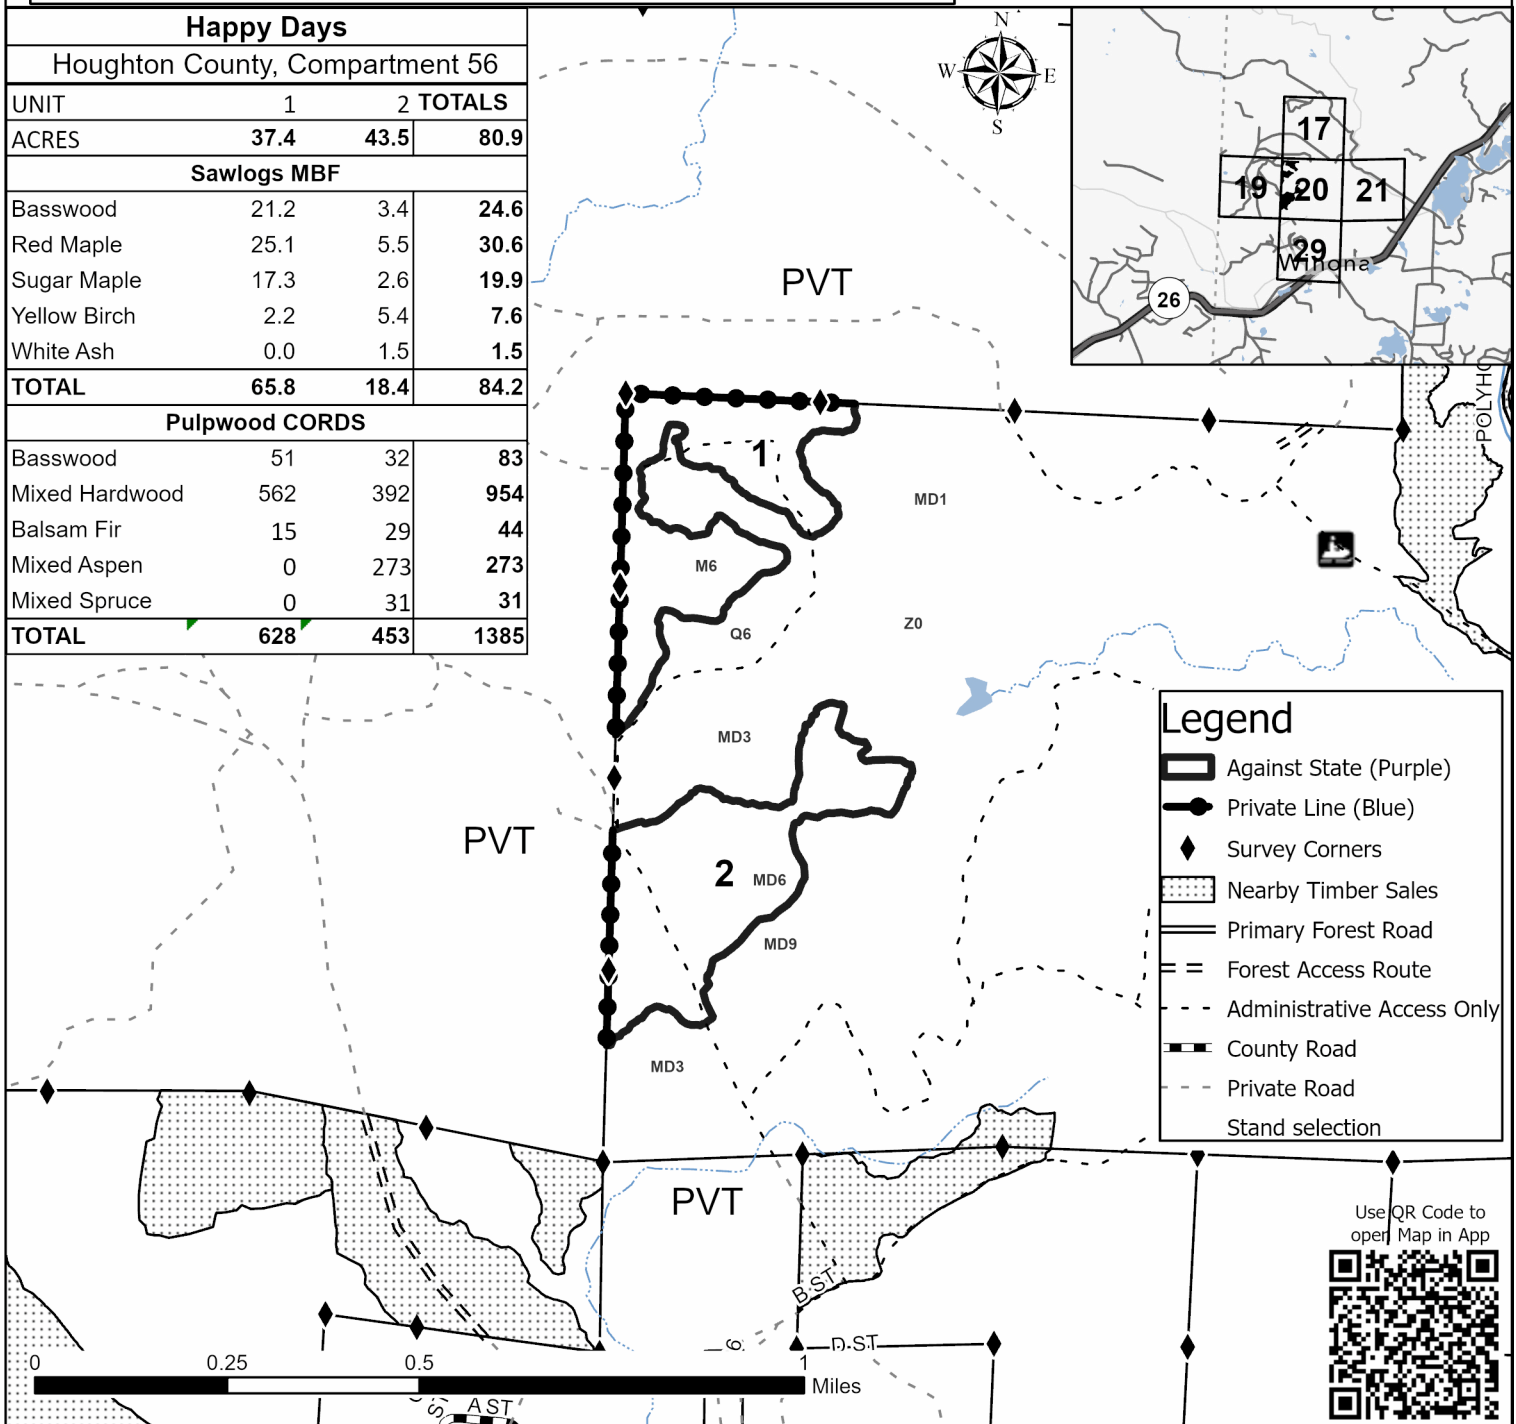 Happy Days
Houghton County, Compartment 56
UNIT 1 2 TOTALS
ACRES 37.4 43.5 80.9
Sawlogs MBF
Basswood 21.2 3.4 24.6
Red Maple 25.1 5.5 30.6
Sugar Maple 17.3 2.6 19.9
Yellow Birch 2.2 5.4 7.6
White Ash 0.0 1.5 1.5
TOTAL 65.8 18.4 84.2
Pulpwood CORDS
Basswood 51 32 83
Mixed Hardwood 562 392 954
Balsam Fir 15 29 44
Mixed Aspen 0 273 273
Mixed Spruce 0 31 31
TOTAL 628 453 1385
N
W E
S
17
19 20 21
29
Winona
26
PVT
POLYHO
1
MD1
M6
Q6
Z0
MD3
PVT
2
MD6
MD9
MD3
PVT
Legend
Against State (Purple)
Private Line (Blue)
Survey Corners
Nearby Timber Sales
Primary Forest Road
Forest Access Route
Administrative Access Only
County Road
Private Road
Stand selection
Use QR Code to
open Map in App
B ST
D ST
6
0 0.25 0.5 1
Miles
A ST
ST